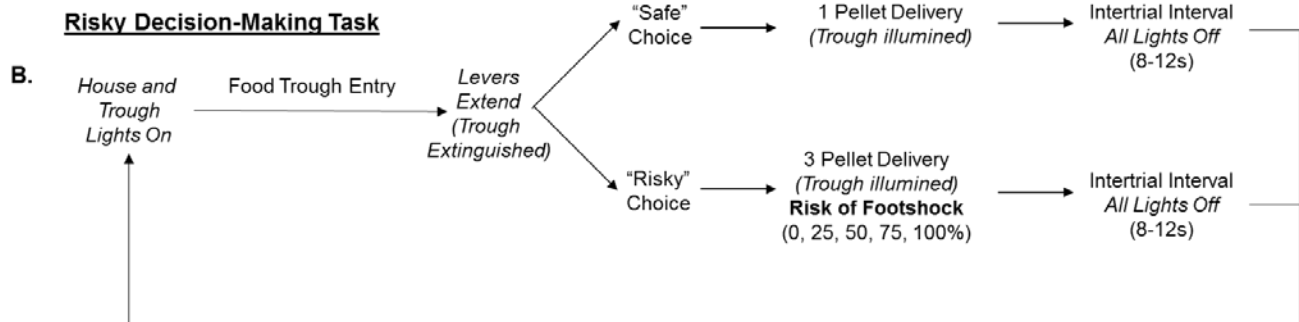 Risky Decision-Making Task
B.
House and
Trough
Lights On
Food Trough Entry
Levers
Extend
(Trough
Extinguished)
“Safe”
Choice
1 Pellet Delivery
(Trough illumined)
Intertrial Interval
All Lights Off
(8-12s)
“Risky”
Choice
3 Pellet Delivery
(Trough illumined)
Risk of Footshock
(0, 25, 50, 75, 100%)
Intertrial Interval
All Lights Off
(8-12s)